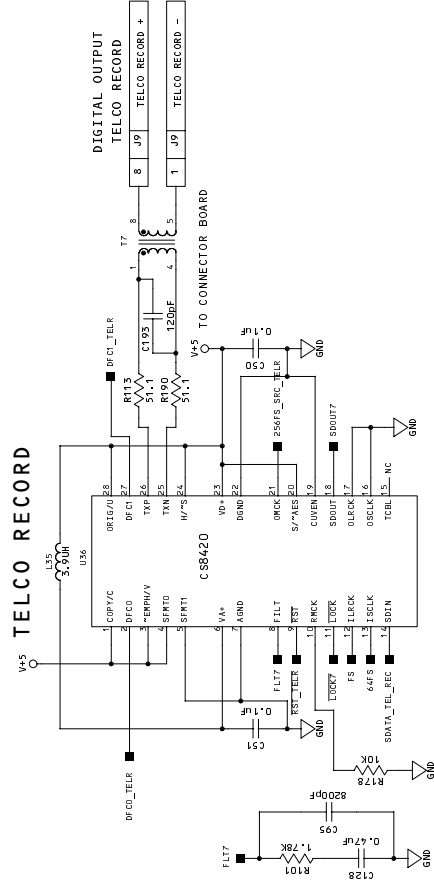 TELCO RECORD
DIGITAL OUTPUT
TELCO RECORD
8 J9 TELCO RECORD +
1 J9 TELCO RECORD -
TO CONNECTOR BOARD
T7
1 8
4 5
C193
120pF
R113
51.1
R190
51.1
DFC1_TELR
V+5
C50
0.1uF
GND
256FS_SRC_TELR
SDOUT7
GND
NC
L35
3.9UH
U36
CS8420
28 ORIG/U
27 DFC1
26 TXP
25 TXN
24 H/~S
23 VD+
22 DGND
21 OMCK
20 S/~AES
19 CUVEN
18 SDOUT
17 OLRCK
16 OSCLK
15 TCBL
1 COPY/C
2 DFC0
3 ~EMPH/V
4 SFMT0
5 SFMT1
6 VA+
7 AGND
8 FILT
9 RST
10 RMCK
11 LOCK
12 ILRCK
13 ISCLK
14 SDIN
V+5
DFC0_TELR
C51
0.1uF
GND
FLT7
RST_TELR
LOCK7
FS
64FS
SDATA_TEL_REC
R178
10K
GND
FLT7
C95
8200pF
R101
1.78K
C128
0.47uF
GND